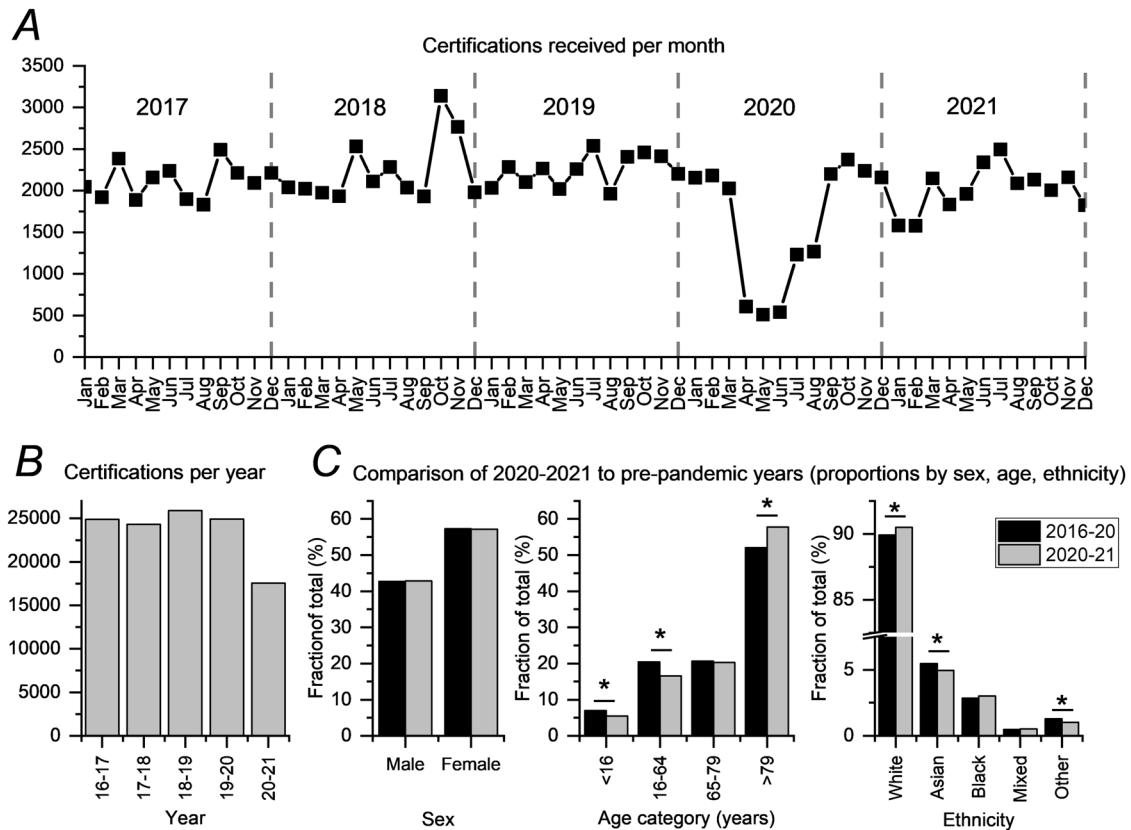 A
Certifications received per month
3500
3000
2500
2000
1500
1000
500
0
2017
2018
2019
2020
2021
Jan Feb Mar Apr May Jun Jul Aug Sep Oct Nov Dec Jan Feb Mar Apr May Jun Jul Aug Sep Oct Nov Dec Jan Feb Mar Apr May Jun Jul Aug Sep Oct Nov Dec Jan Feb Mar Apr May Jun Jul Aug Sep Oct Nov Dec Jan Feb Mar Apr May Jun Jul Aug Sep Oct Nov Dec
B
Certifications per year
25000
20000
15000
10000
5000
0
16-17
17-18
18-19
19-20
20-21
Year
C
Comparison of 2020-2021 to pre-pandemic years (proportions by sex, age, ethnicity)
Fractionof total (%)
60
50
40
30
20
10
0
Male Female
Sex
Fraction of total (%)
60
50
40
30
20
10
0
*
*
*
<16
16-64
65-79
>79
Age category (years)
Fraction of total (%)
90
85
5
0
*
*
*
2016-20
2020-21
White
Asian
Black
Mixed
Other
Ethnicity